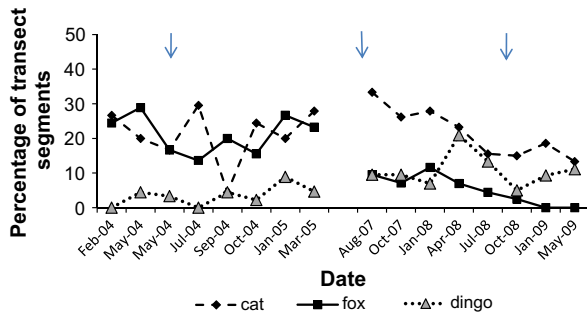 Percentage of transect
segments
50
40
30
20
10
0
Feb-04
May-04
May-04
Jul-04
Sep-04
Oct-04
Jan-05
Mar-05
Aug-07
Oct-07
Jan-08
Apr-08
Jul-08
Oct-08
Jan-09
May-09
Date
cat fox dingo